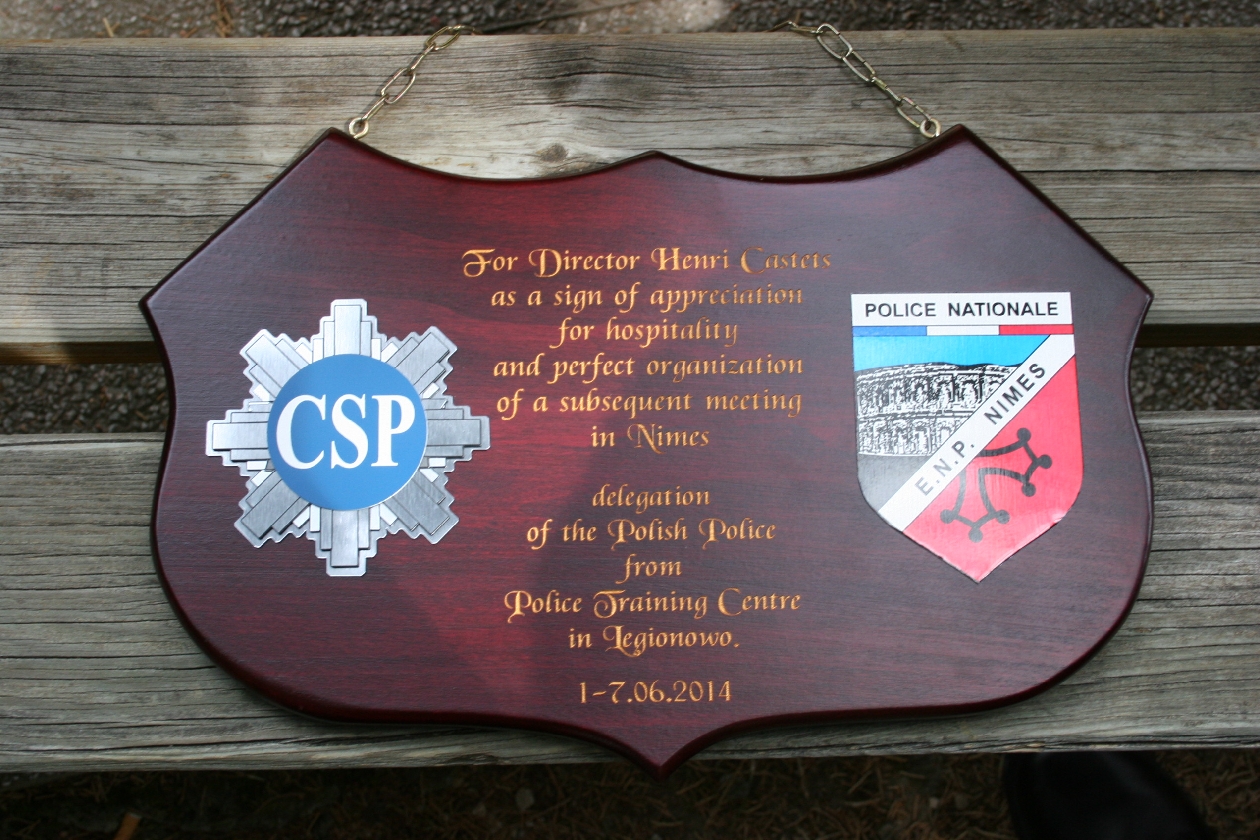 For Director Henri Castets
as a sign of appreciation
for hospitality
and perfect organization
of a subsequent meeting
in Nimes
delegation
of the Polish Police
from
Police Training Centre
in Legionowo.
1-7.06.2014
CSP
POLICE NATIONALE
E.N.P. NIMES